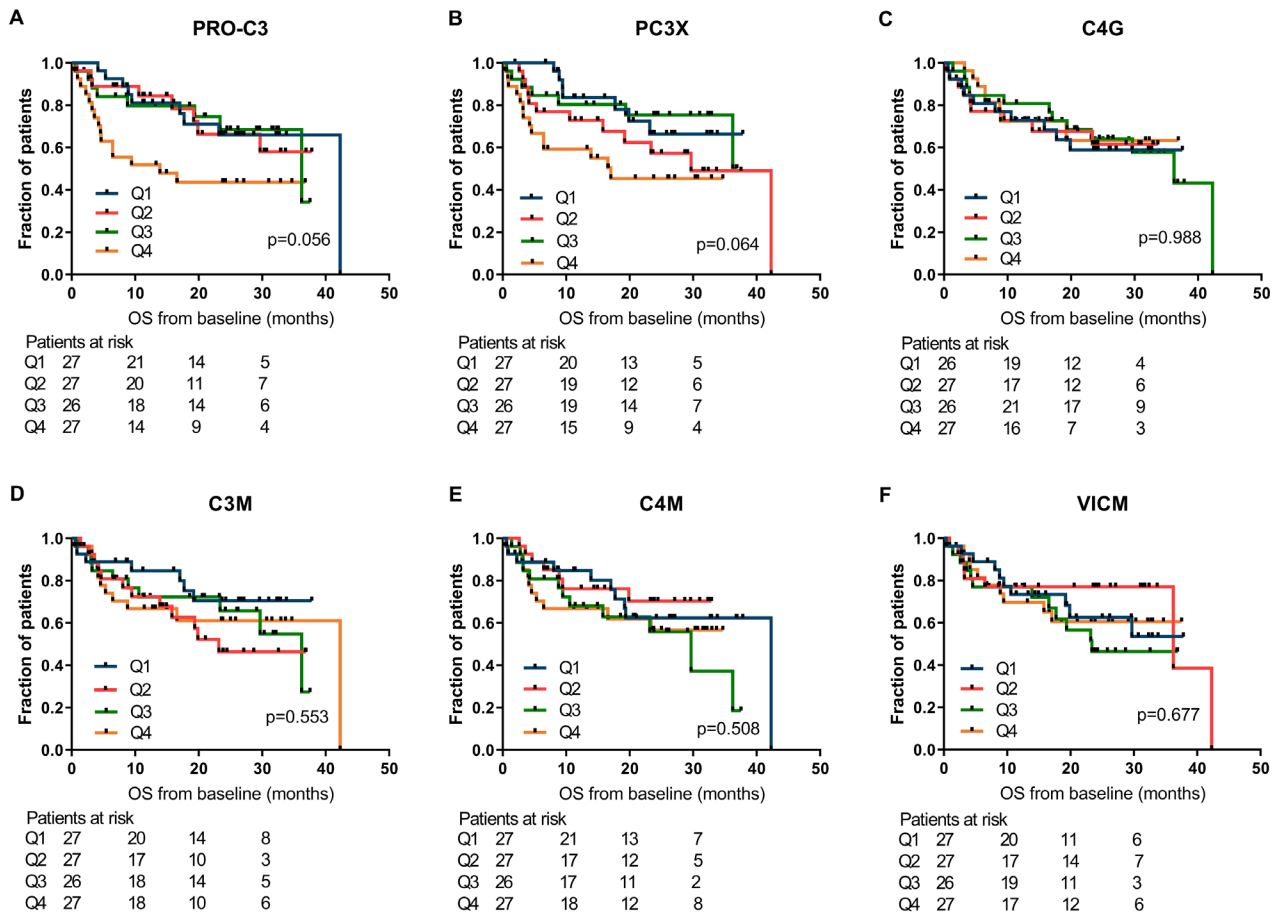 A
PRO-C3
Fraction of patients
1.0
0.8
0.6
0.4
0.2
0.0
Q1
Q2
Q3
Q4
p=0.056
0 10 20 30 40 50
OS from baseline (months)
Patients at risk
Q1 27 21 14 5
Q2 27 20 11 7
Q3 26 18 14 6
Q4 27 14 9 4
B
PC3X
Fraction of patients
1.0
0.8
0.6
0.4
0.2
0.0
Q1
Q2
Q3
Q4
p=0.064
0 10 20 30 40 50
OS from baseline (months)
Patients at risk
Q1 27 20 13 5
Q2 27 19 12 6
Q3 26 19 14 7
Q4 27 15 9 4
C
C4G
Fraction of patients
1.0
0.8
0.6
0.4
0.2
0.0
Q1
Q2
Q3
Q4
p=0.988
0 10 20 30 40 50
OS from baseline (months)
Patients at risk
Q1 26 19 12 4
Q2 27 17 12 6
Q3 26 21 17 9
Q4 27 16 7 3
D
C3M
Fraction of patients
1.0
0.8
0.6
0.4
0.2
0.0
Q1
Q2
Q3
Q4
p=0.553
0 10 20 30 40 50
OS from baseline (months)
Patients at risk
Q1 27 20 14 8
Q2 27 17 10 3
Q3 26 18 14 5
Q4 27 18 10 6
E
C4M
Fraction of patients
1.0
0.8
0.6
0.4
0.2
0.0
Q1
Q2
Q3
Q4
p=0.508
0 10 20 30 40 50
OS from baseline (months)
Patients at risk
Q1 27 21 13 7
Q2 27 17 12 5
Q3 26 17 11 2
Q4 27 18 12 8
F
VICM
Fraction of patients
1.0
0.8
0.6
0.4
0.2
0.0
Q1
Q2
Q3
Q4
p=0.677
0 10 20 30 40 50
OS from baseline (months)
Patients at risk
Q1 27 20 11 6
Q2 27 17 14 7
Q3 26 19 11 3
Q4 27 17 12 6